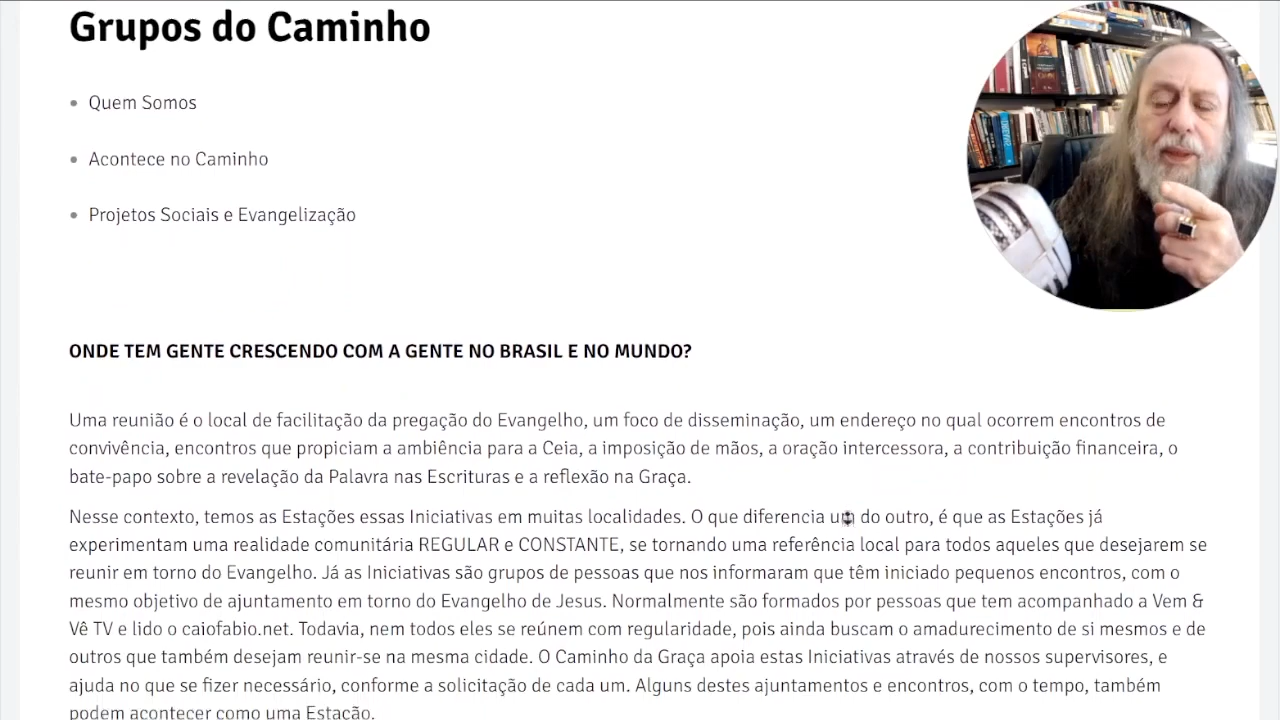 Grupos do Caminho
Quem Somos
Acontece no Caminho
Projetos Sociais e Evangelização
ONDE TEM GENTE CRESCENDO COM A GENTE NO BRASIL E NO MUNDO?
Uma reunião é o local de facilitação da pregação do Evangelho, um foco de disseminação, um endereço no qual ocorrem encontros de
convivência, encontros que propiciam a ambiência para a Ceia, a imposição de mãos, a oração intercessora, a contribuição financeira, o
bate-papo sobre a revelação da Palavra nas Escrituras e a reflexão na Graça.
Nesse contexto, temos as Estações essas Iniciativas em muitas localidades. O que diferencia um do outro, é que as Estações já
experimentam uma realidade comunitária REGULAR e CONSTANTE, se tornando uma referência local para todos aqueles que desejarem se
reunir em torno do Evangelho. Já as Iniciativas são grupos de pessoas que nos informaram que têm iniciado pequenos encontros, com o
mesmo objetivo de ajuntamento em torno do Evangelho de Jesus. Normalmente são formados por pessoas que tem acompanhado a Vem &
Vê TV e lido o caiofabio.net. Todavia, nem todos eles se reúnem com regularidade, pois ainda buscam o amadurecimento de si mesmos e de
outros que também desejam reunir-se na mesma cidade. O Caminho da Graça apoia estas Iniciativas através de nossos supervisores, e
ajuda no que se fizer necessário, conforme a solicitação de cada um. Alguns destes ajuntamentos e encontros, com o tempo, também
podem acontecer como uma Estação.